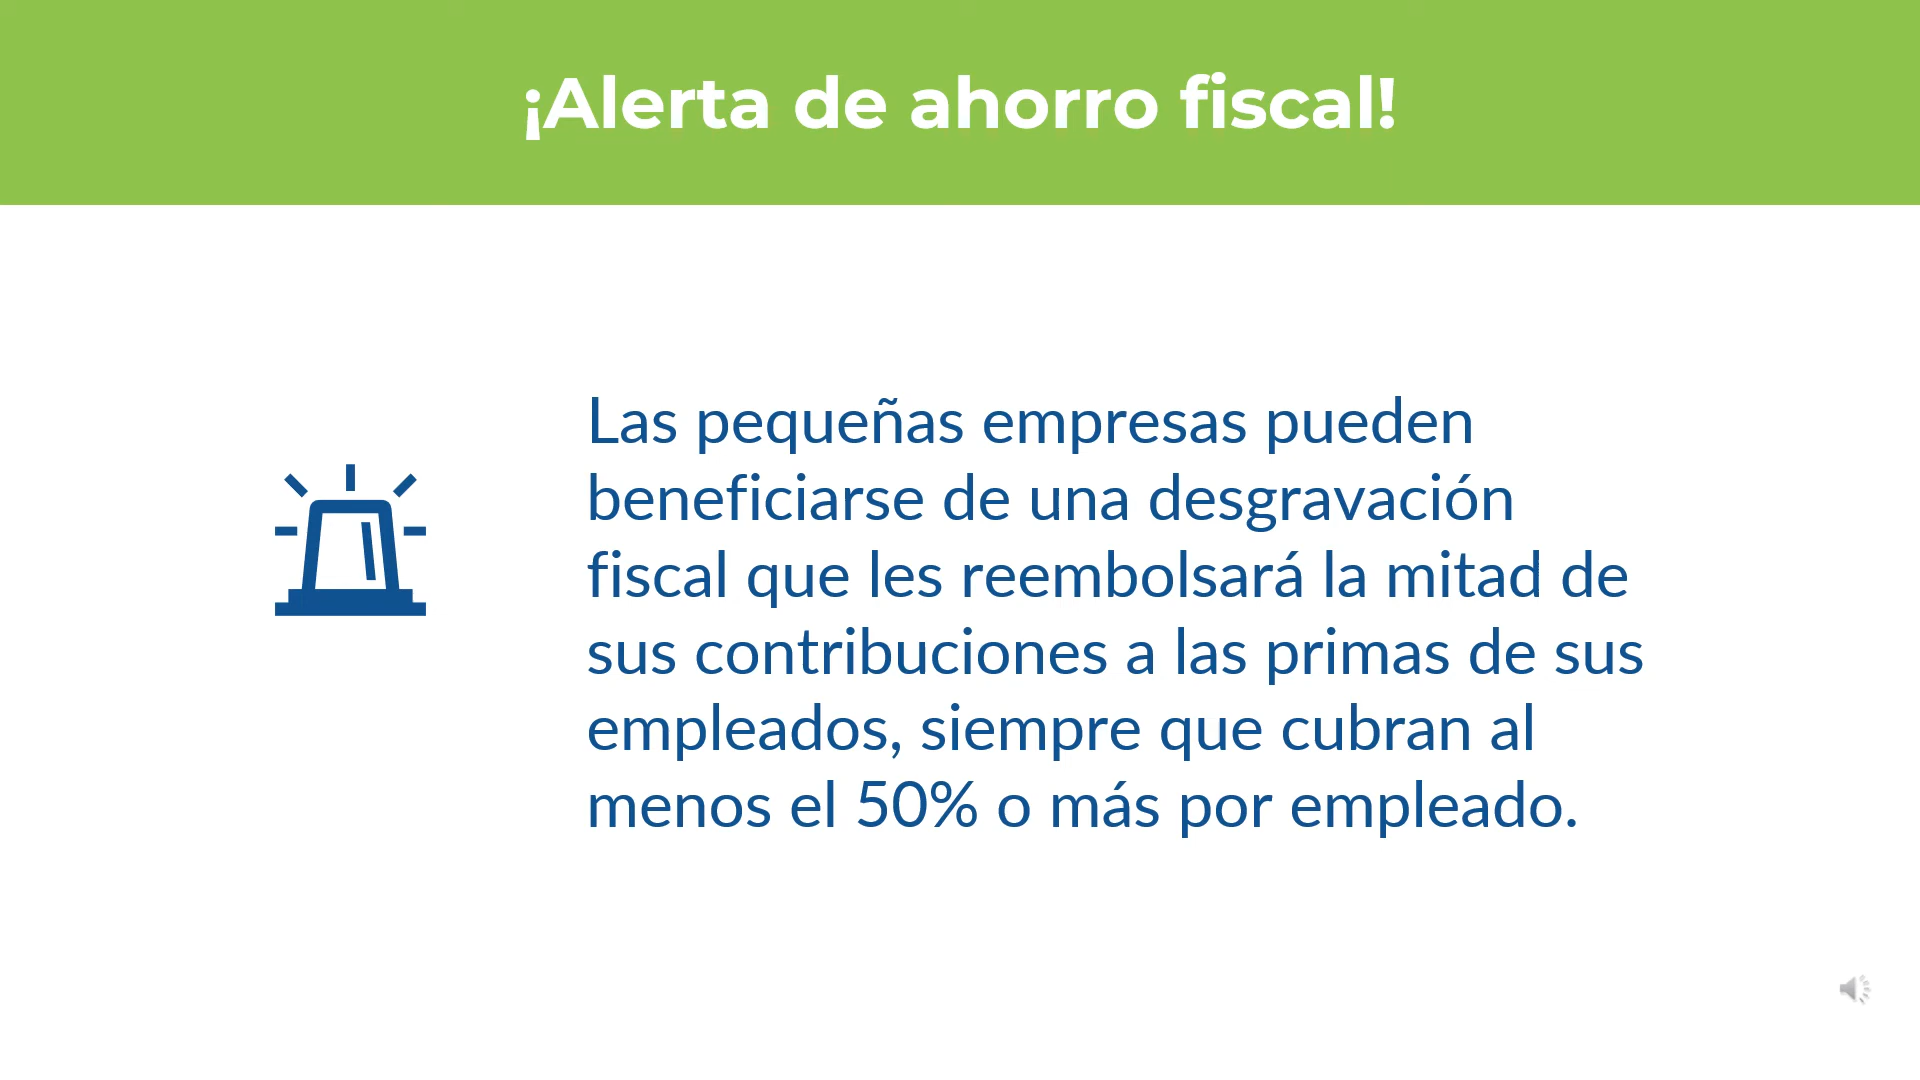 ¡Alerta de ahorro fiscal!
Las pequeñas empresas pueden
beneficiarse de una desgravación
fiscal que les reembolsará la mitad de
sus contribuciones a las primas de sus
empleados, siempre que cubran al
menos el 50% o más por empleado.